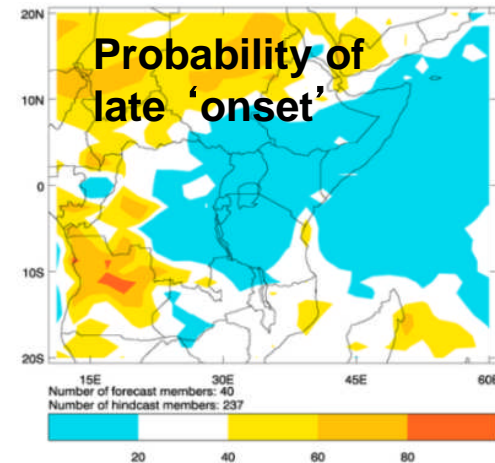 20N
Probability of
late ‘onset’
10N
0
10S
20S
15E 30E 45E 60E
Number of forecast members: 40
Number of hindcast members: 237
20 40 60 80